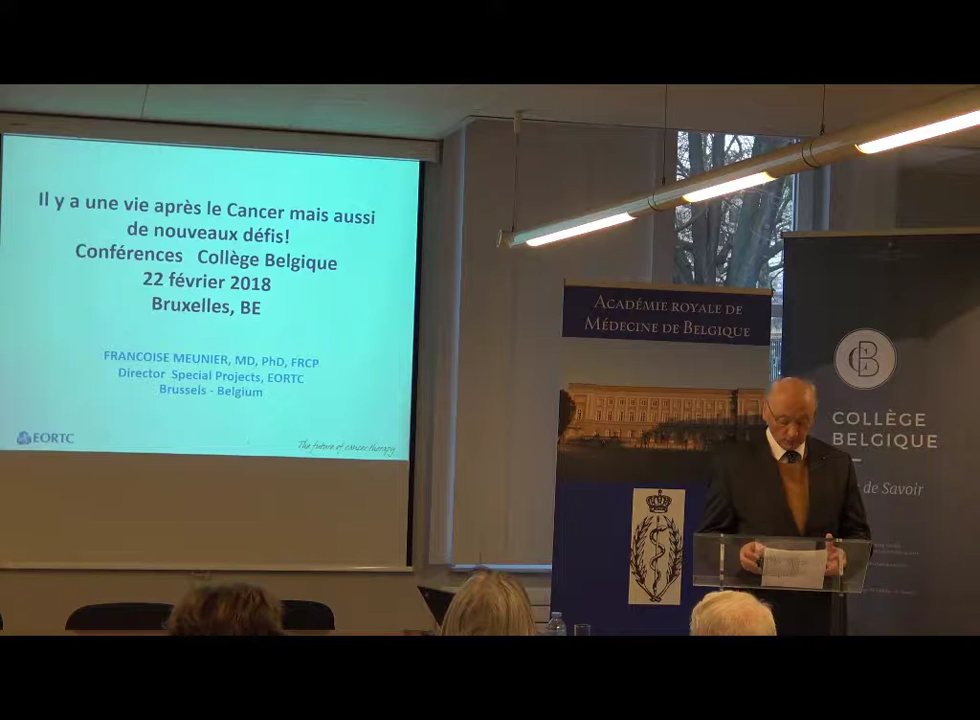 Il y a une vie après le Cancer mais aussi
de nouveaux défis!
Conférences Collège Belgique
22 février 2018
Bruxelles, BE
FRANCOISE MEUNIER, MD, PhD, FRCP
Director Special Projects, EORTC
Brussels - Belgium
EORTC
The future of cancer therapy
ACADÉMIE ROYALE DE
MÉDECINE DE BELGIQUE
CB
COLLÈGE
BELGIQUE
de Savoir